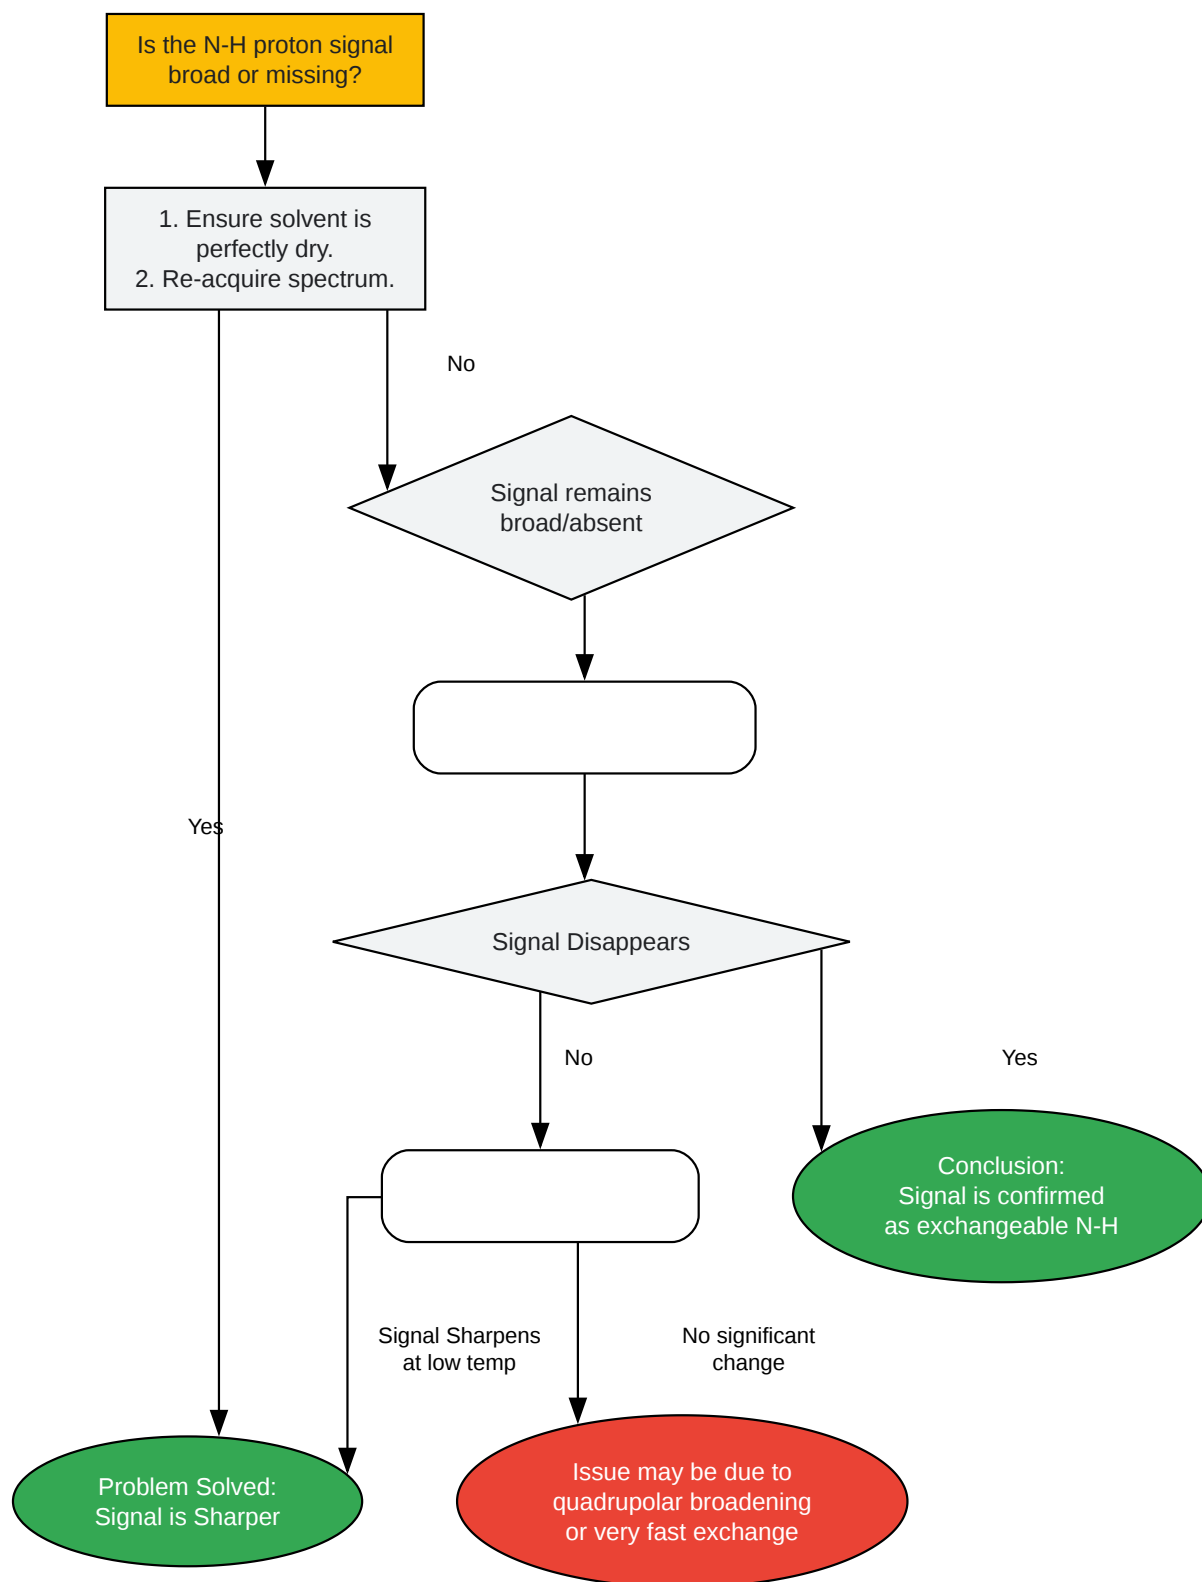 Is the N-H proton signal
broad or missing?
1. Ensure solvent is
perfectly dry.
2. Re-acquire spectrum.
No
Signal remains
broad/absent
Yes
Signal Disappears
No
Yes
Conclusion:
Signal is confirmed
as exchangeable N-H
Signal Sharpens
at low temp
No significant
change
Problem Solved:
Signal is Sharper
Issue may be due to
quadrupolar broadening
or very fast exchange